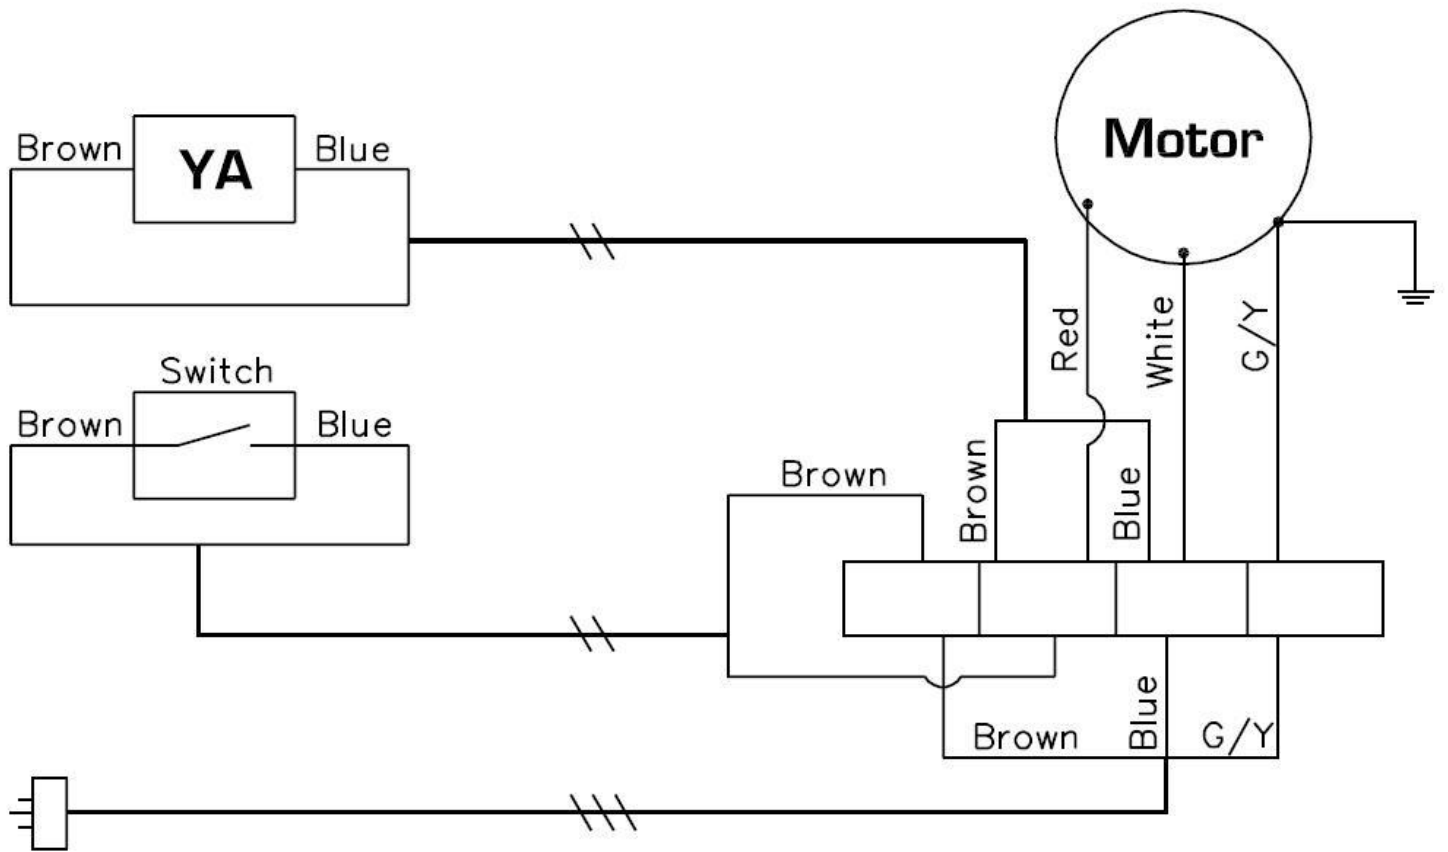 Motor
Brown
YA
Blue
Red
White
G/Y
Switch
Brown
Blue
Brown
Brown
Blue
Brown
Blue
G/Y